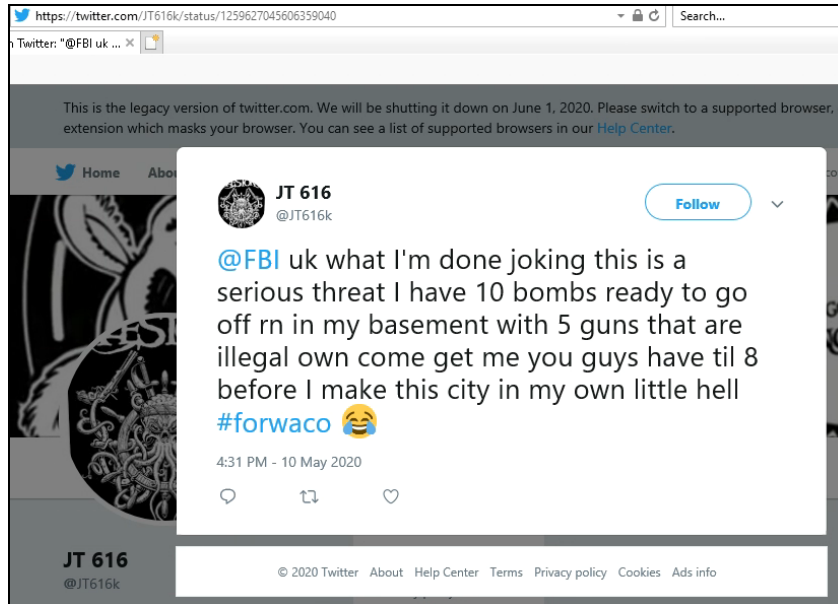 https://twitter.com/JT616k/status/1259627045606359040
Search...
n Twitter: "@FBI uk ...
This is the legacy version of twitter.com. We will be shutting it down on June 1, 2020. Please switch to a supported browser,
extension which masks your browser. You can see a list of supported browsers in our Help Center.
Home Abou
JT 616
@JT616k
Follow
@FBI uk what I'm done joking this is a
serious threat I have 10 bombs ready to go
off rn in my basement with 5 guns that are
illegal own come get me you guys have til 8
before I make this city in my own little hell
#forwaco 😂
4:31 PM - 10 May 2020
JT 616
@JT616k
© 2020 Twitter About Help Center Terms Privacy policy Cookies Ads info